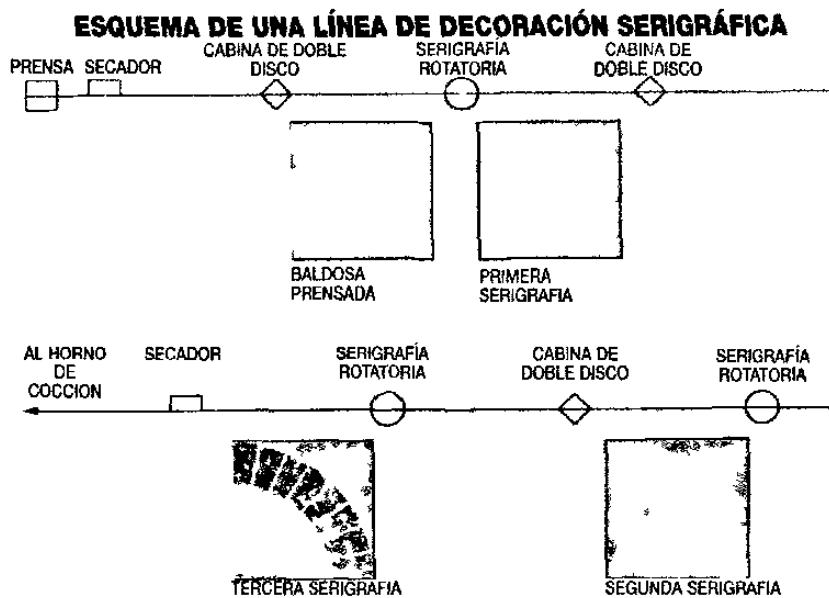 ESQUEMA DE UNA LÍNEA DE DECORACIÓN SERIGRÁFICA
PRENSA
SECADOR
CABINA DE DOBLE
DISCO
SERIGRAFÍA
ROTATORIA
CABINA DE
DOBLE DISCO
BALDOSA
PRENSADA
PRIMERA
SERIGRAFIA
AL HORNO
DE
COCCION
SECADOR
SERIGRAFÍA
ROTATORIA
CABINA DE
DOBLE DISCO
SERIGRAFÍA
ROTATORIA
TERCERA SERIGRAFIA
SEGUNDA SERIGRAFIA